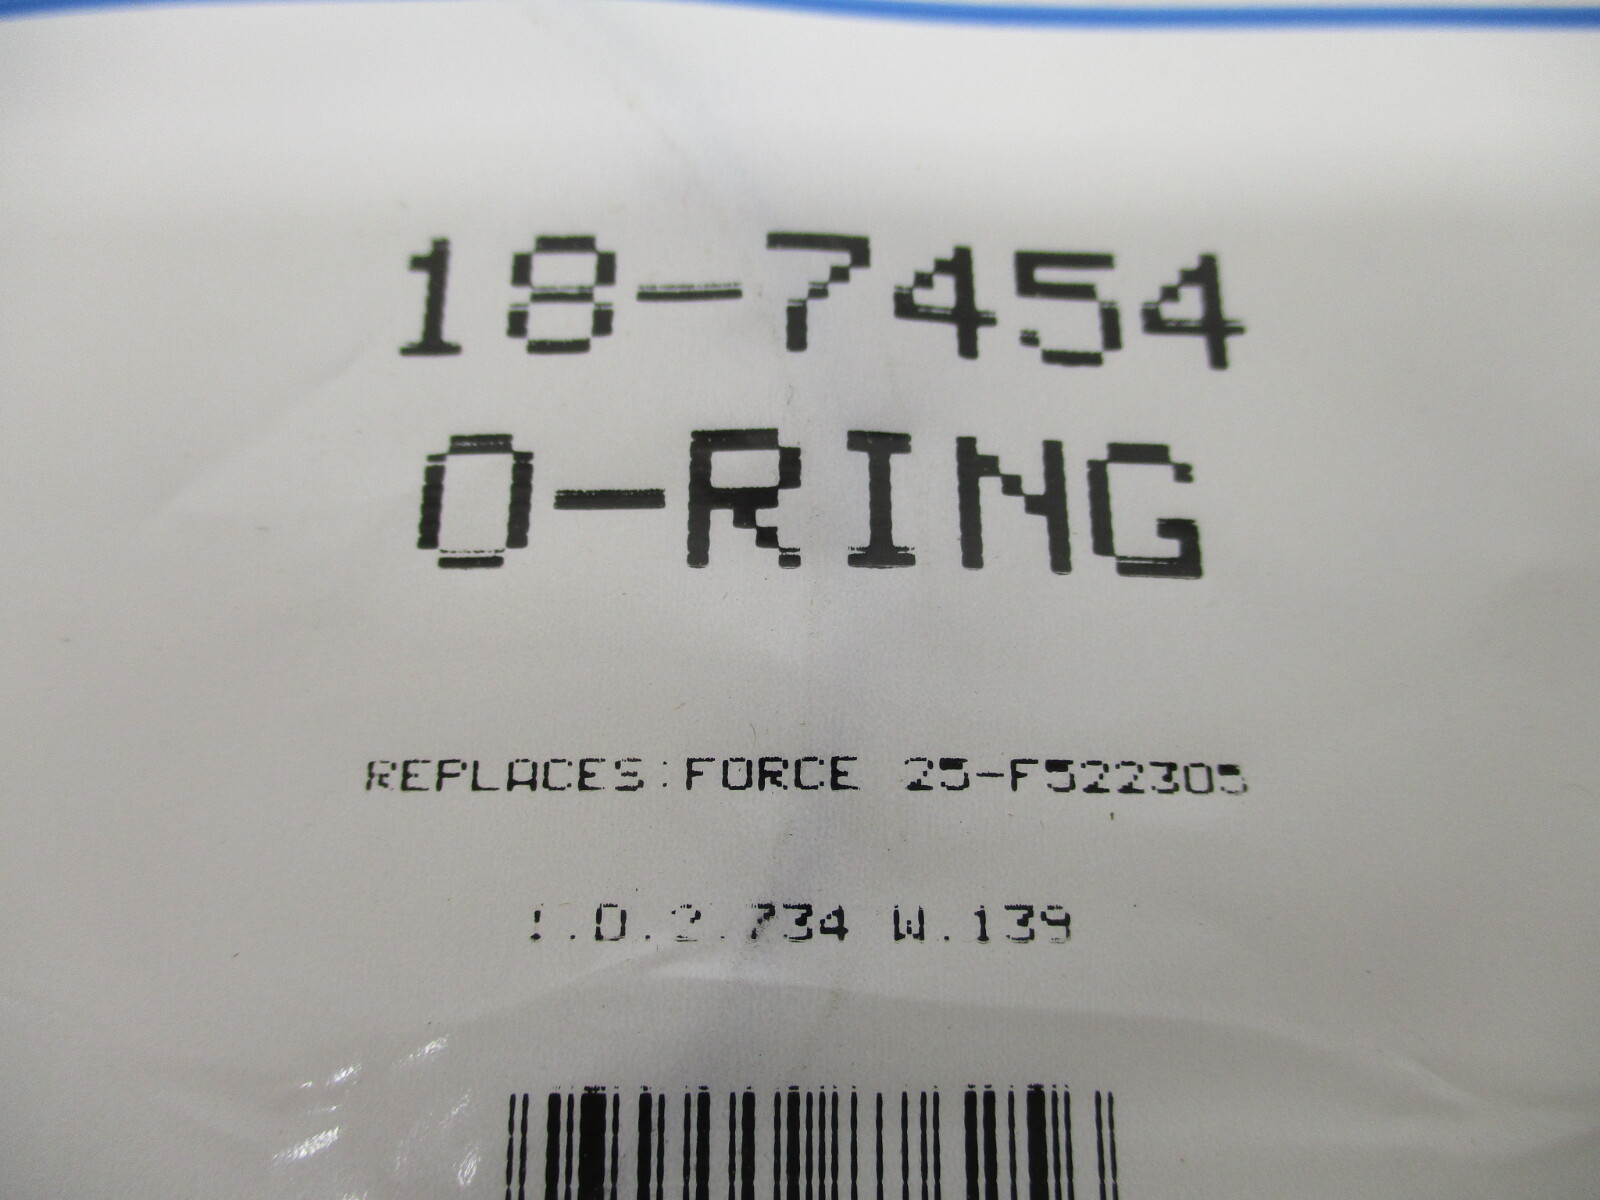 18-7454
O-RING
REPLACES:FORCE 25-F522305
I.D.2.734 W.139